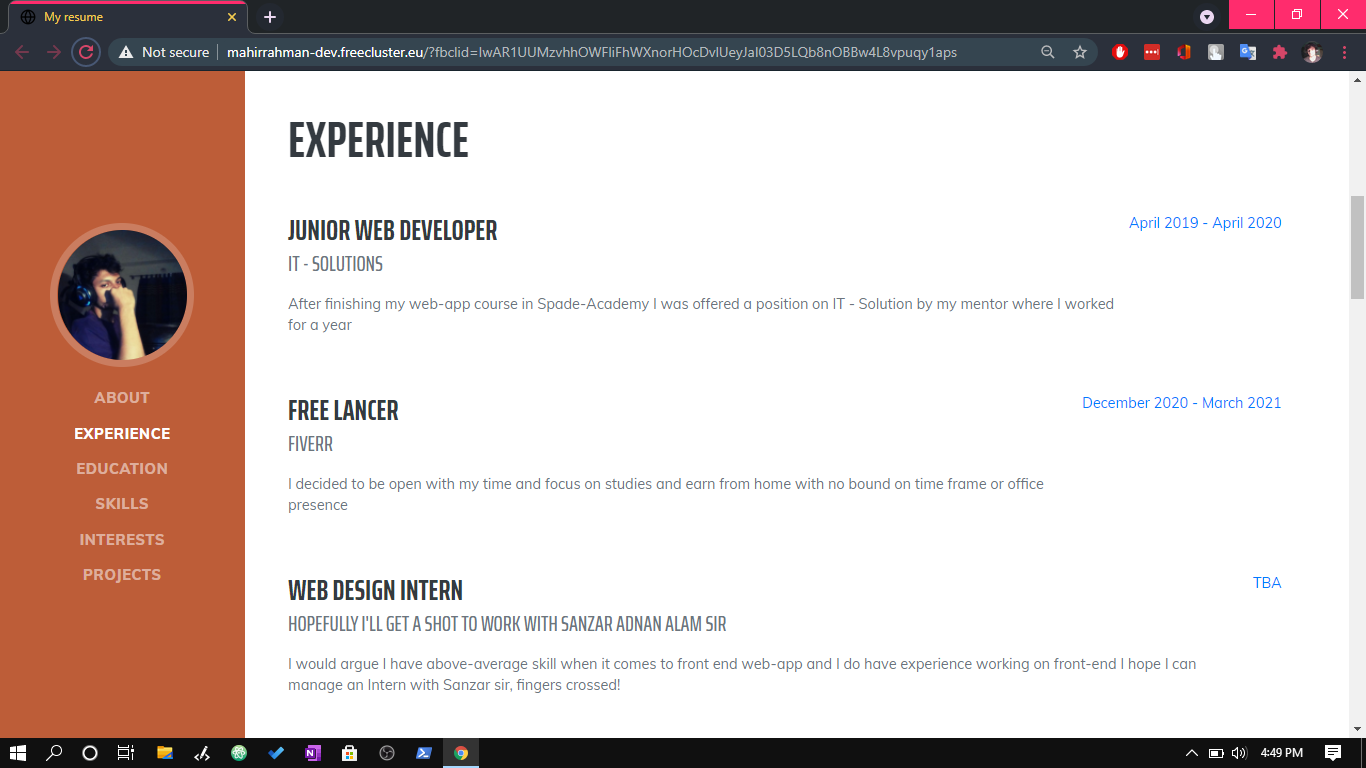 My resume
Not secure
mahirrahman-dev.freecluster.eu/?fbclid=IwAR1UUMzvhhOWFIiFhWXnorHOcDvlUeyJaI03D5LQb8nOBBw4L8vpuqy1aps
EXPERIENCE
JUNIOR WEB DEVELOPER
April 2019 - April 2020
IT - SOLUTIONS
After finishing my web-app course in Spade-Academy I was offered a position on IT - Solution by my mentor where I worked
for a year
FREE LANCER
December 2020 - March 2021
FIVERR
I decided to be open with my time and focus on studies and earn from home with no bound on time frame or office
presence
WEB DESIGN INTERN
TBA
HOPEFULLY I'LL GET A SHOT TO WORK WITH SANZAR ADNAN ALAM SIR
I would argue I have above-average skill when it comes to front end web-app and I do have experience working on front-end I hope I can
manage an Intern with Sanzar sir, fingers crossed!
ABOUT
EXPERIENCE
EDUCATION
SKILLS
INTERESTS
PROJECTS
4:49 PM